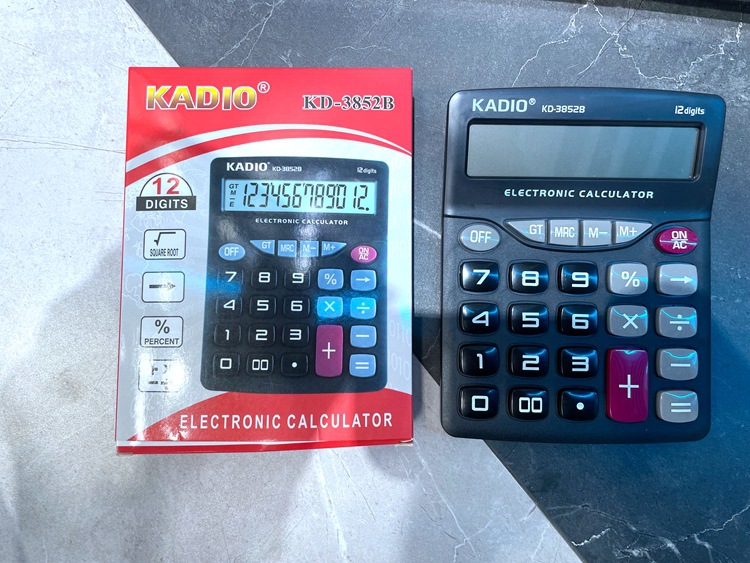 KADIO®
KD-3852B
KADIO®
KD-3852B
12 digits
GT
M
E
123456789012.
ELECTRONIC CALCULATOR
12
DIGITS
√
SQUARE ROOT
→
%
PERCENT
OFF GT MRC M− M+ ON AC
7 8 9 % →
4 5 6 × ÷
1 2 3 + −
0 00 . =
ELECTRONIC CALCULATOR
KADIO®
KD-3852B
12 digits
ELECTRONIC CALCULATOR
OFF GT MRC M− M+ ON AC
7 8 9 % →
4 5 6 × ÷
1 2 3 + −
0 00 . =